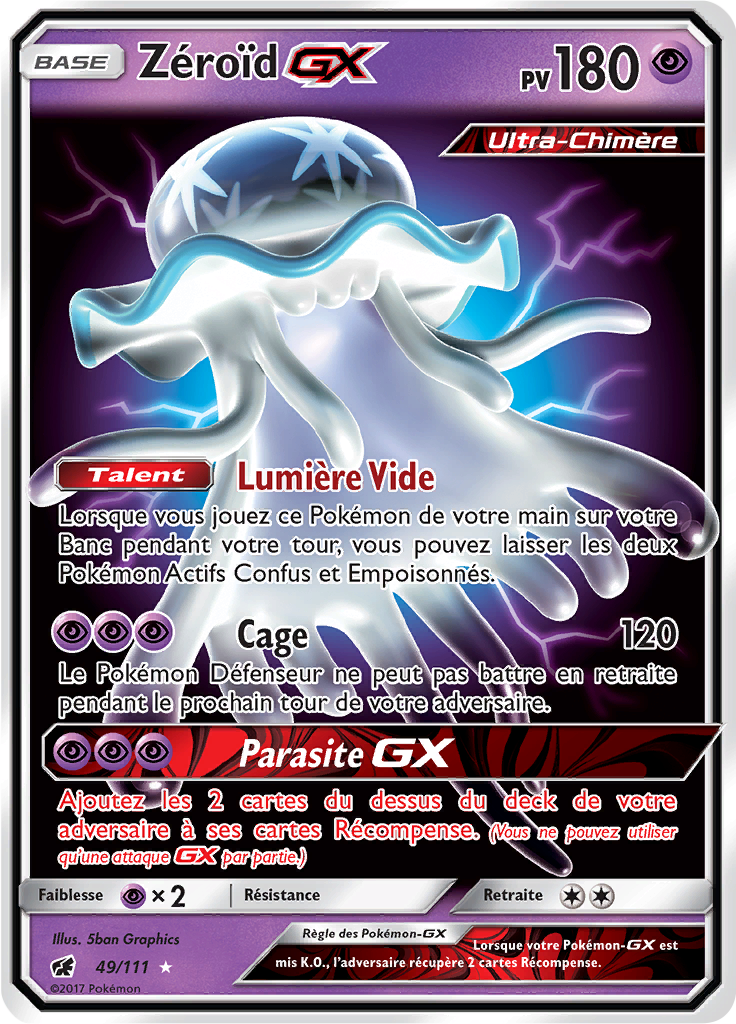 BASE Zéroïd GX PV 180
Ultra-Chimère
Talent Lumière Vide
Lorsque vous jouez ce Pokémon de votre main sur votre
Banc pendant votre tour, vous pouvez laisser les deux
Pokémon Actifs Confus et Empoisonnés.
Cage 120
Le Pokémon Défenseur ne peut pas battre en retraite
pendant le prochain tour de votre adversaire.
Parasite GX
Ajoutez les 2 cartes du dessus du deck de votre
adversaire à ses cartes Récompense. (Vous ne pouvez utiliser
qu'une attaque GX par partie.)
Faiblesse × 2 Résistance Retraite
Illus. 5ban Graphics
49/111
©2017 Pokémon
Règle des Pokémon-GX
Lorsque votre Pokémon-GX est
mis K.O., l'adversaire récupère 2 cartes Récompense.